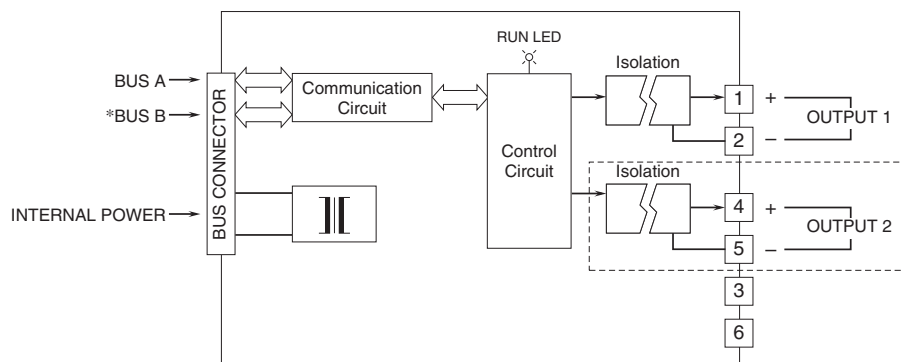 RUN LED
BUS A
*BUS B
INTERNAL POWER
BUS CONNECTOR
Communication
Circuit
Control
Circuit
Isolation
1
+
2
–
OUTPUT 1
Isolation
4
+
5
–
OUTPUT 2
3
6